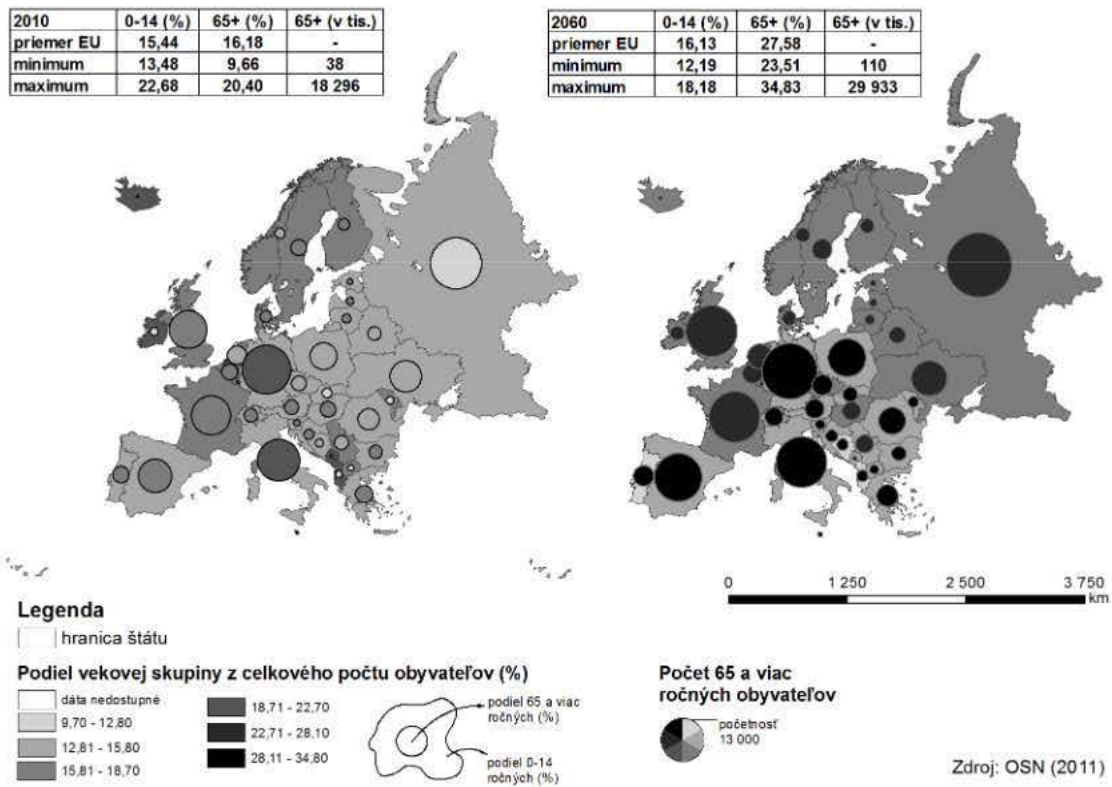 2010 0-14 (%) 65+ (%) 65+ (v tis.)
priemer EU 15,44 16,18 -
minimum 13,48 9,66 38
maximum 22,68 20,40 18 296
2060 0-14 (%) 65+ (%) 65+ (v tis.)
priemer EU 16,13 27,58 -
minimum 12,19 23,51 110
maximum 18,18 34,83 29 933
0 1 250 2 500 3 750
km
Legenda
hranica štátu
Podiel vekovej skupiny z celkového počtu obyvateľov (%)
dáta nedostupné
9,70 - 12,80
12,81 - 15,80
15,81 - 18,70
18,71 - 22,70
22,71 - 28,10
28,11 - 34,80
podiel 65 a viac
ročných (%)
podiel 0-14
ročných (%)
Počet 65 a viac
ročných obyvateľov
početnosť
13 000
Zdroj: OSN (2011)